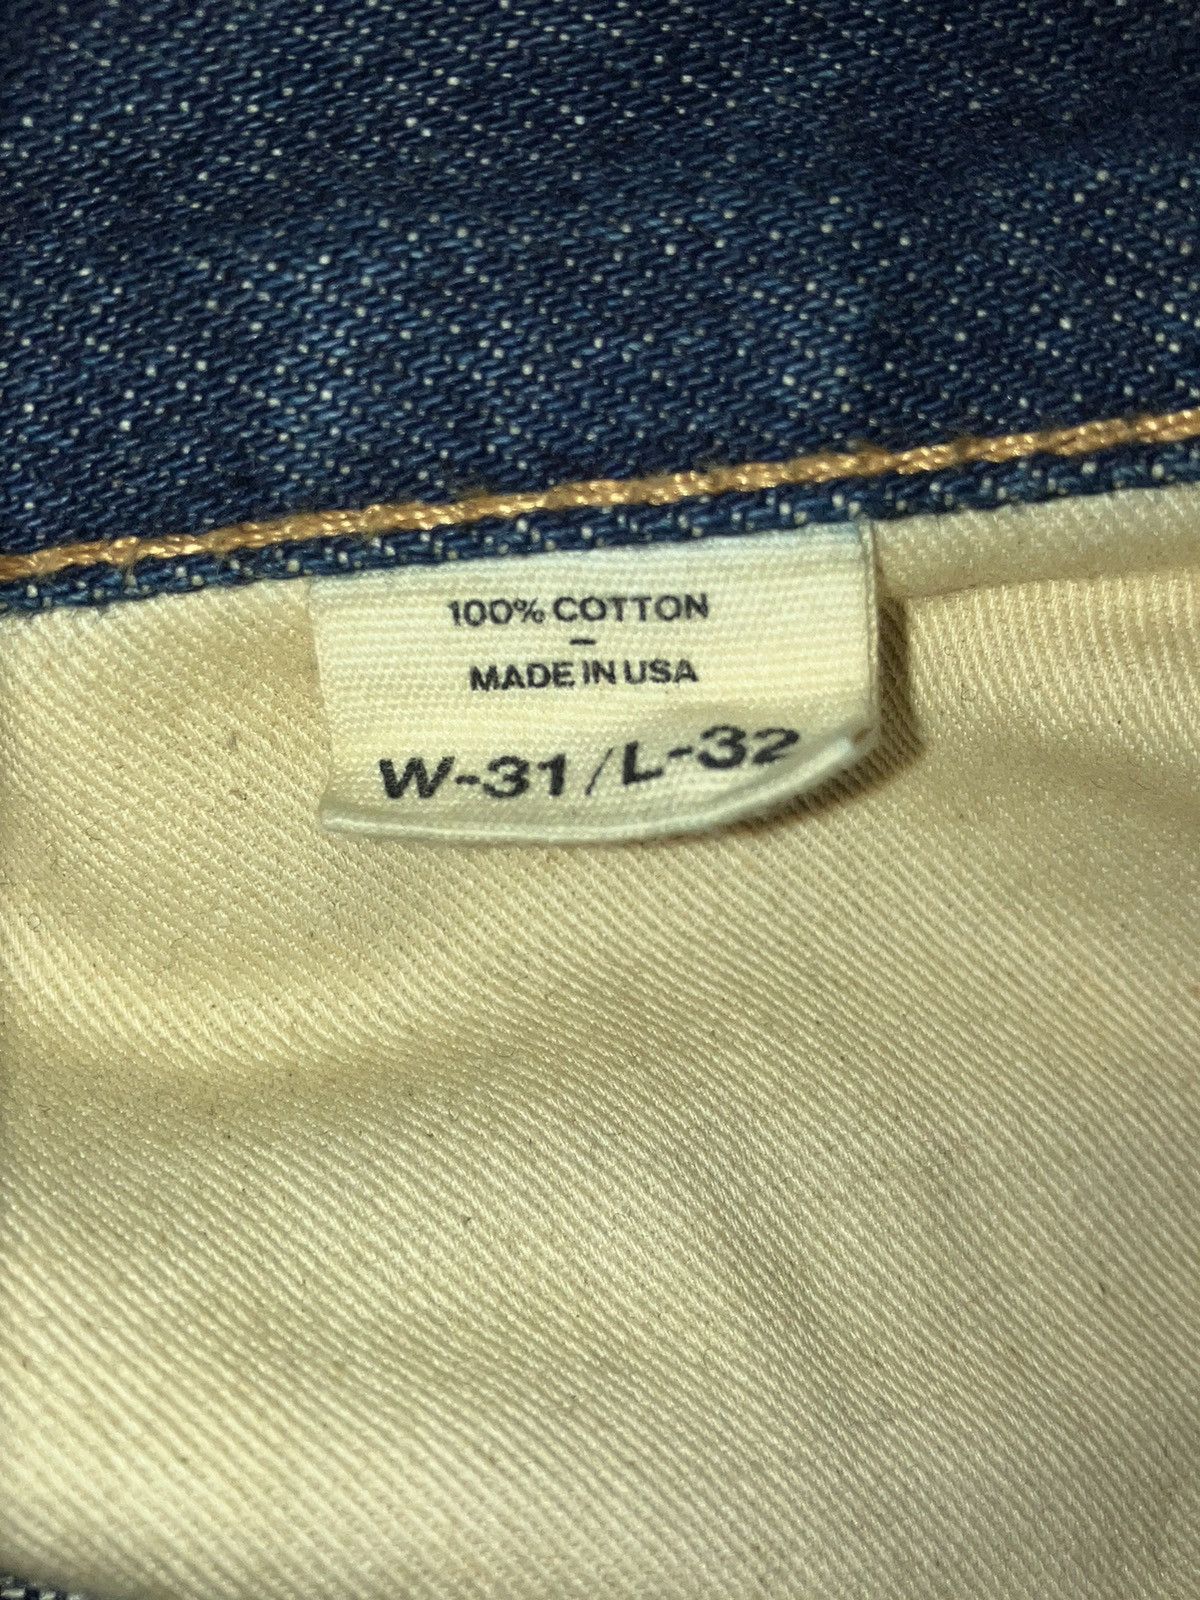 100% COTTON
–
MADE IN USA
W-31/L-32